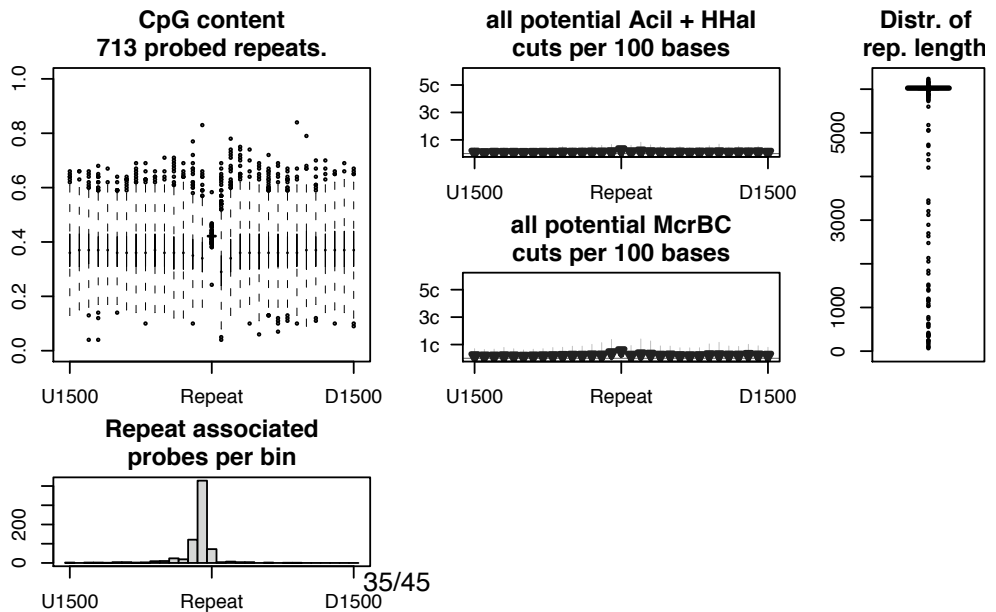 CpG content
713 probed repeats.
1.0
0.8
0.6
0.4
0.2
0.0
U1500 Repeat D1500
all potential AciI + HHaI
cuts per 100 bases
5c
3c
1c
U1500 Repeat D1500
all potential McrBC
cuts per 100 bases
5c
3c
1c
U1500 Repeat D1500
Distr. of
rep. length
5000
3000
1000
0
Repeat associated
probes per bin
200
0
U1500 Repeat D1500
35/45